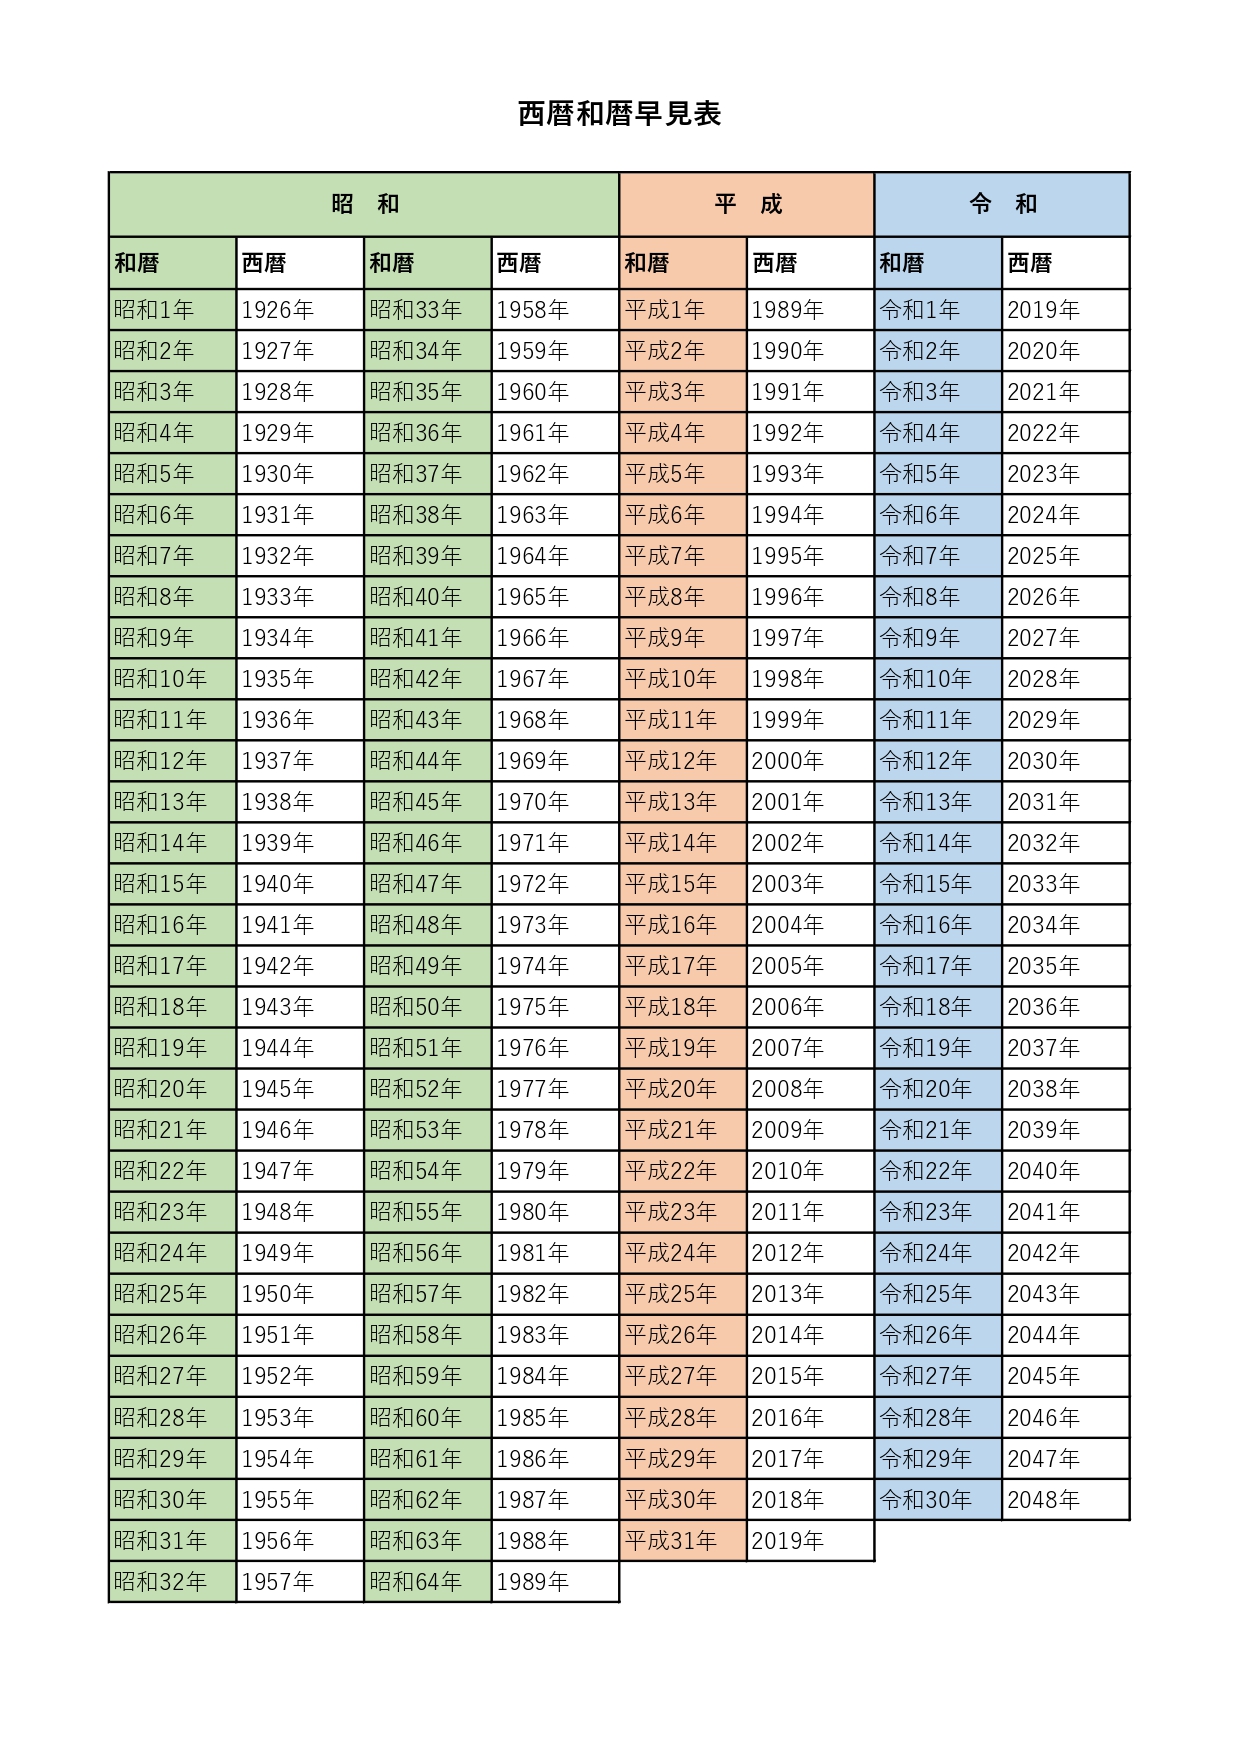 西暦和暦早見表
昭　和 平　成 令　和
和暦 西暦 和暦 西暦 和暦 西暦 和暦 西暦
昭和1年 1926年 昭和33年 1958年 平成1年 1989年 令和1年 2019年
昭和2年 1927年 昭和34年 1959年 平成2年 1990年 令和2年 2020年
昭和3年 1928年 昭和35年 1960年 平成3年 1991年 令和3年 2021年
昭和4年 1929年 昭和36年 1961年 平成4年 1992年 令和4年 2022年
昭和5年 1930年 昭和37年 1962年 平成5年 1993年 令和5年 2023年
昭和6年 1931年 昭和38年 1963年 平成6年 1994年 令和6年 2024年
昭和7年 1932年 昭和39年 1964年 平成7年 1995年 令和7年 2025年
昭和8年 1933年 昭和40年 1965年 平成8年 1996年 令和8年 2026年
昭和9年 1934年 昭和41年 1966年 平成9年 1997年 令和9年 2027年
昭和10年 1935年 昭和42年 1967年 平成10年 1998年 令和10年 2028年
昭和11年 1936年 昭和43年 1968年 平成11年 1999年 令和11年 2029年
昭和12年 1937年 昭和44年 1969年 平成12年 2000年 令和12年 2030年
昭和13年 1938年 昭和45年 1970年 平成13年 2001年 令和13年 2031年
昭和14年 1939年 昭和46年 1971年 平成14年 2002年 令和14年 2032年
昭和15年 1940年 昭和47年 1972年 平成15年 2003年 令和15年 2033年
昭和16年 1941年 昭和48年 1973年 平成16年 2004年 令和16年 2034年
昭和17年 1942年 昭和49年 1974年 平成17年 2005年 令和17年 2035年
昭和18年 1943年 昭和50年 1975年 平成18年 2006年 令和18年 2036年
昭和19年 1944年 昭和51年 1976年 平成19年 2007年 令和19年 2037年
昭和20年 1945年 昭和52年 1977年 平成20年 2008年 令和20年 2038年
昭和21年 1946年 昭和53年 1978年 平成21年 2009年 令和21年 2039年
昭和22年 1947年 昭和54年 1979年 平成22年 2010年 令和22年 2040年
昭和23年 1948年 昭和55年 1980年 平成23年 2011年 令和23年 2041年
昭和24年 1949年 昭和56年 1981年 平成24年 2012年 令和24年 2042年
昭和25年 1950年 昭和57年 1982年 平成25年 2013年 令和25年 2043年
昭和26年 1951年 昭和58年 1983年 平成26年 2014年 令和26年 2044年
昭和27年 1952年 昭和59年 1984年 平成27年 2015年 令和27年 2045年
昭和28年 1953年 昭和60年 1985年 平成28年 2016年 令和28年 2046年
昭和29年 1954年 昭和61年 1986年 平成29年 2017年 令和29年 2047年
昭和30年 1955年 昭和62年 1987年 平成30年 2018年 令和30年 2048年
昭和31年 1956年 昭和63年 1988年 平成31年 2019年
昭和32年 1957年 昭和64年 1989年